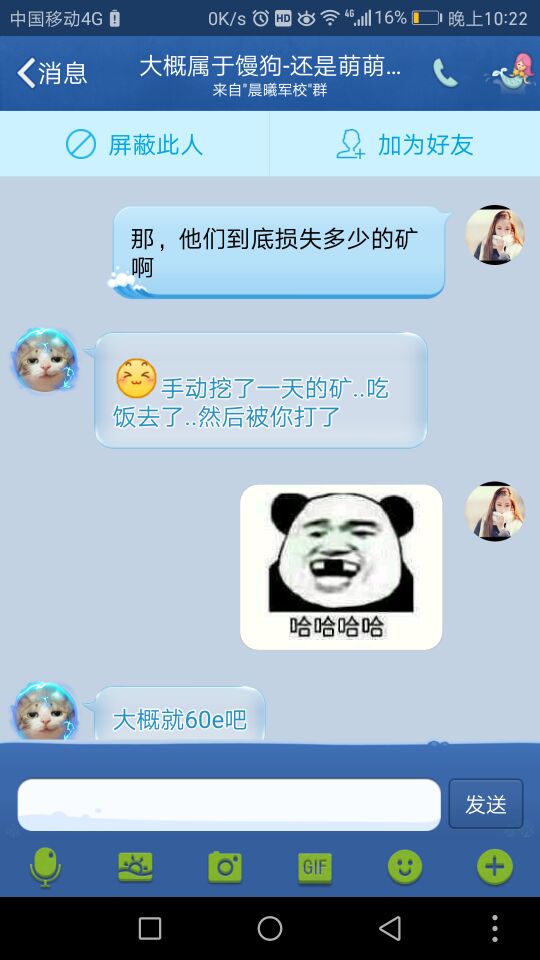 中国移动4G
0K/s
HD
4G
16%
晚上10:22
消息
大概属于馒狗-还是萌萌...
来自"晨曦军校"群
屏蔽此人
加为好友
那，他们到底损失多少的矿
啊
手动挖了一天的矿..吃
饭去了..然后被你打了
哈哈哈哈
大概就60e吧
发送
GIF